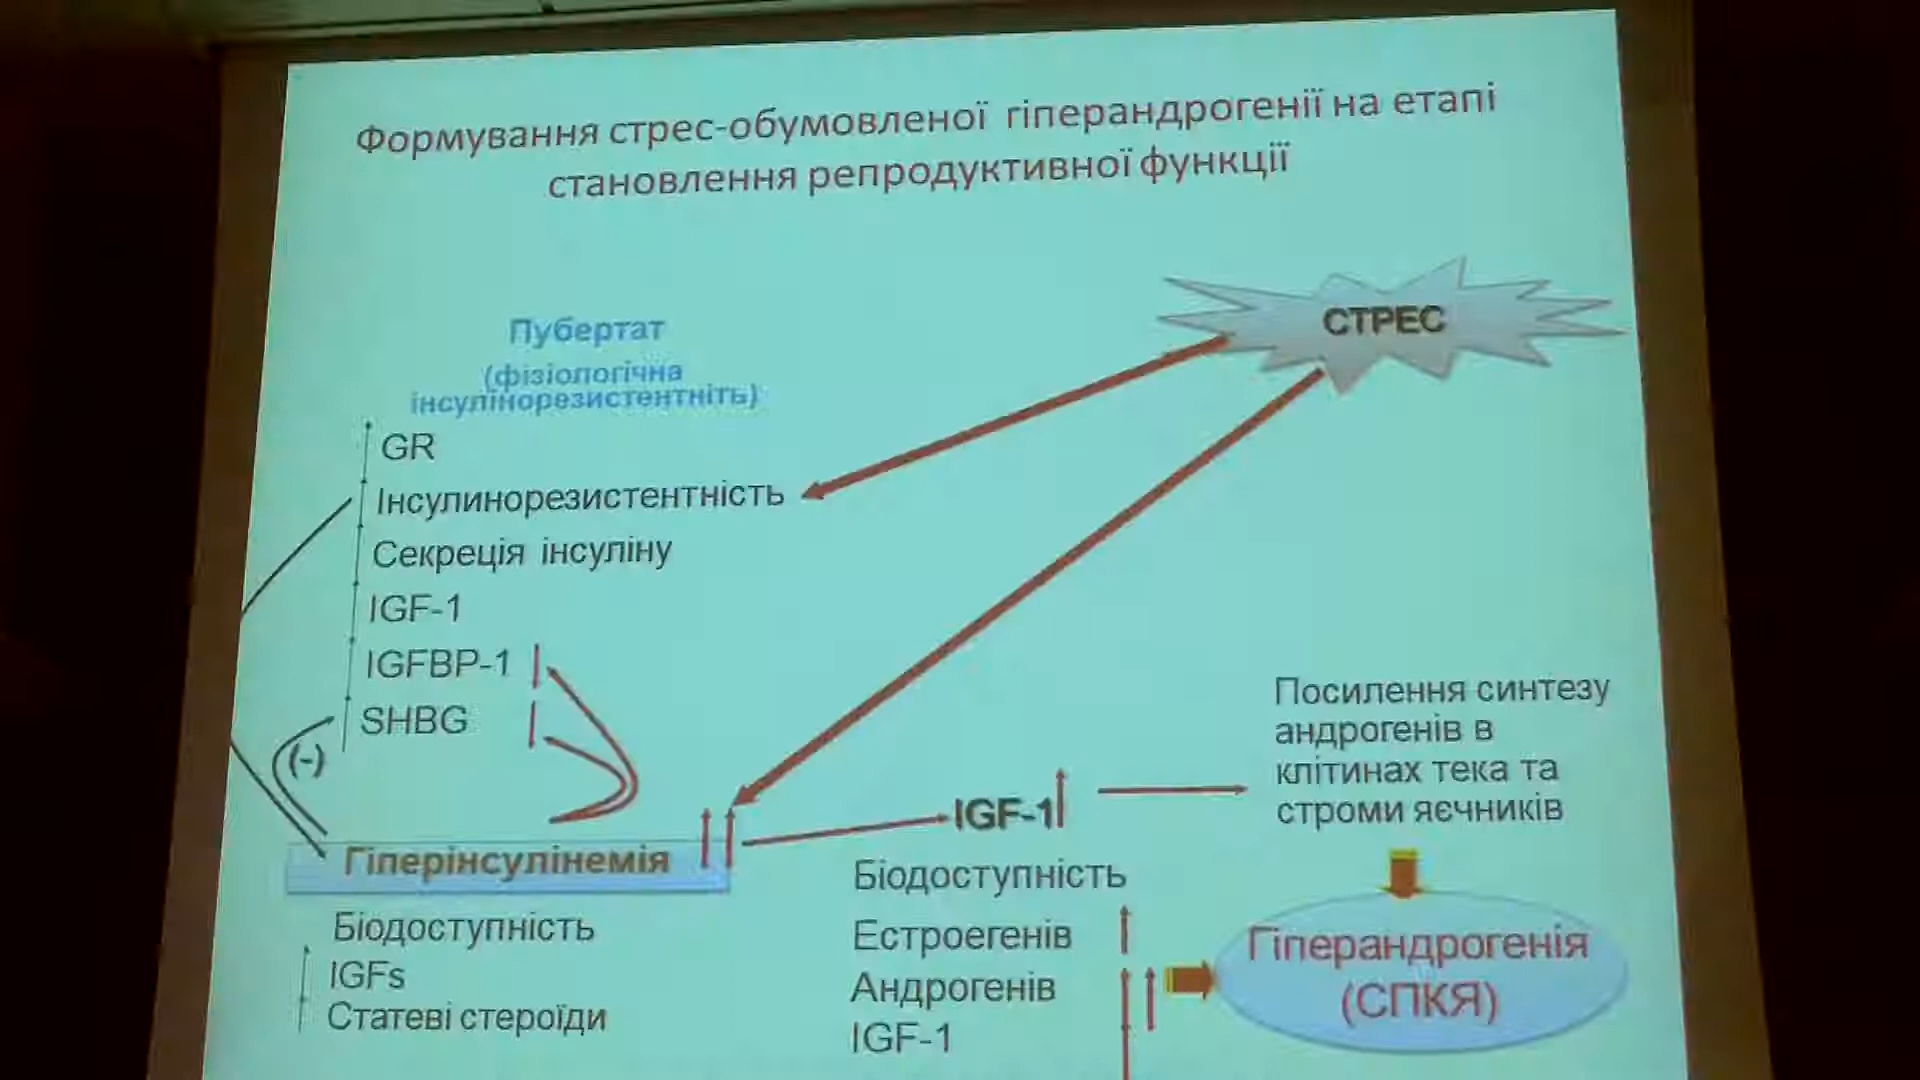 Формування стрес-обумовленої гіперандрогенії на етапі
становлення репродуктивної функції
СТРЕС
Пубертат
(фізіологічна
інсулінорезистентніть)
GR
Інсулинорезистентність
Секреція інсуліну
IGF-1
IGFBP-1
SHBG
(-)
Гіперінсулінемія
Біодоступність
IGFs
Статеві стероїди
IGF-1
Біодоступність
Естроегенів
Андрогенів
IGF-1
Посилення синтезу
андрогенів в
клітинах тека та
строми яєчників
Гіперандрогенія
(СПКЯ)